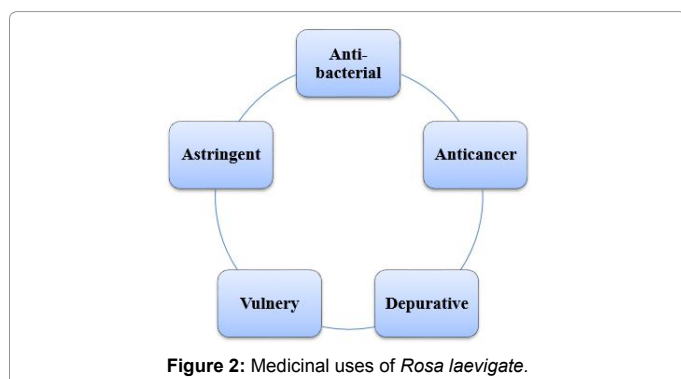 Anti-
bacterial
Astringent
Anticancer
Vulnery
Depurative
Figure 2: Medicinal uses of Rosa laevigate.